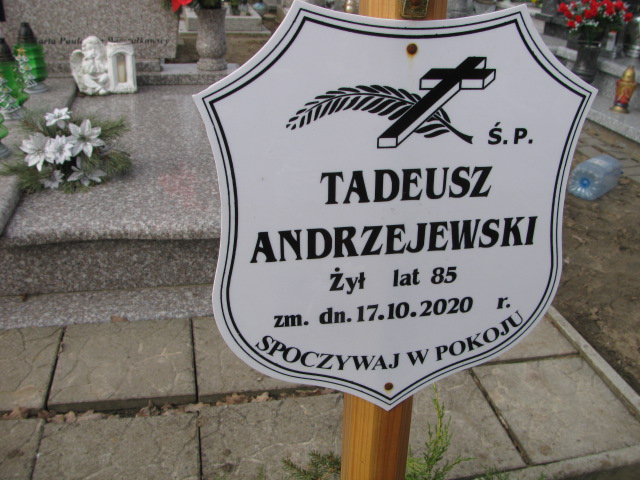 Ś.P.
TADEUSZ
ANDRZEJEWSKI
Żył lat 85
zm. dn. 17.10.2020 r.
SPOCZYWAJ W POKOJU